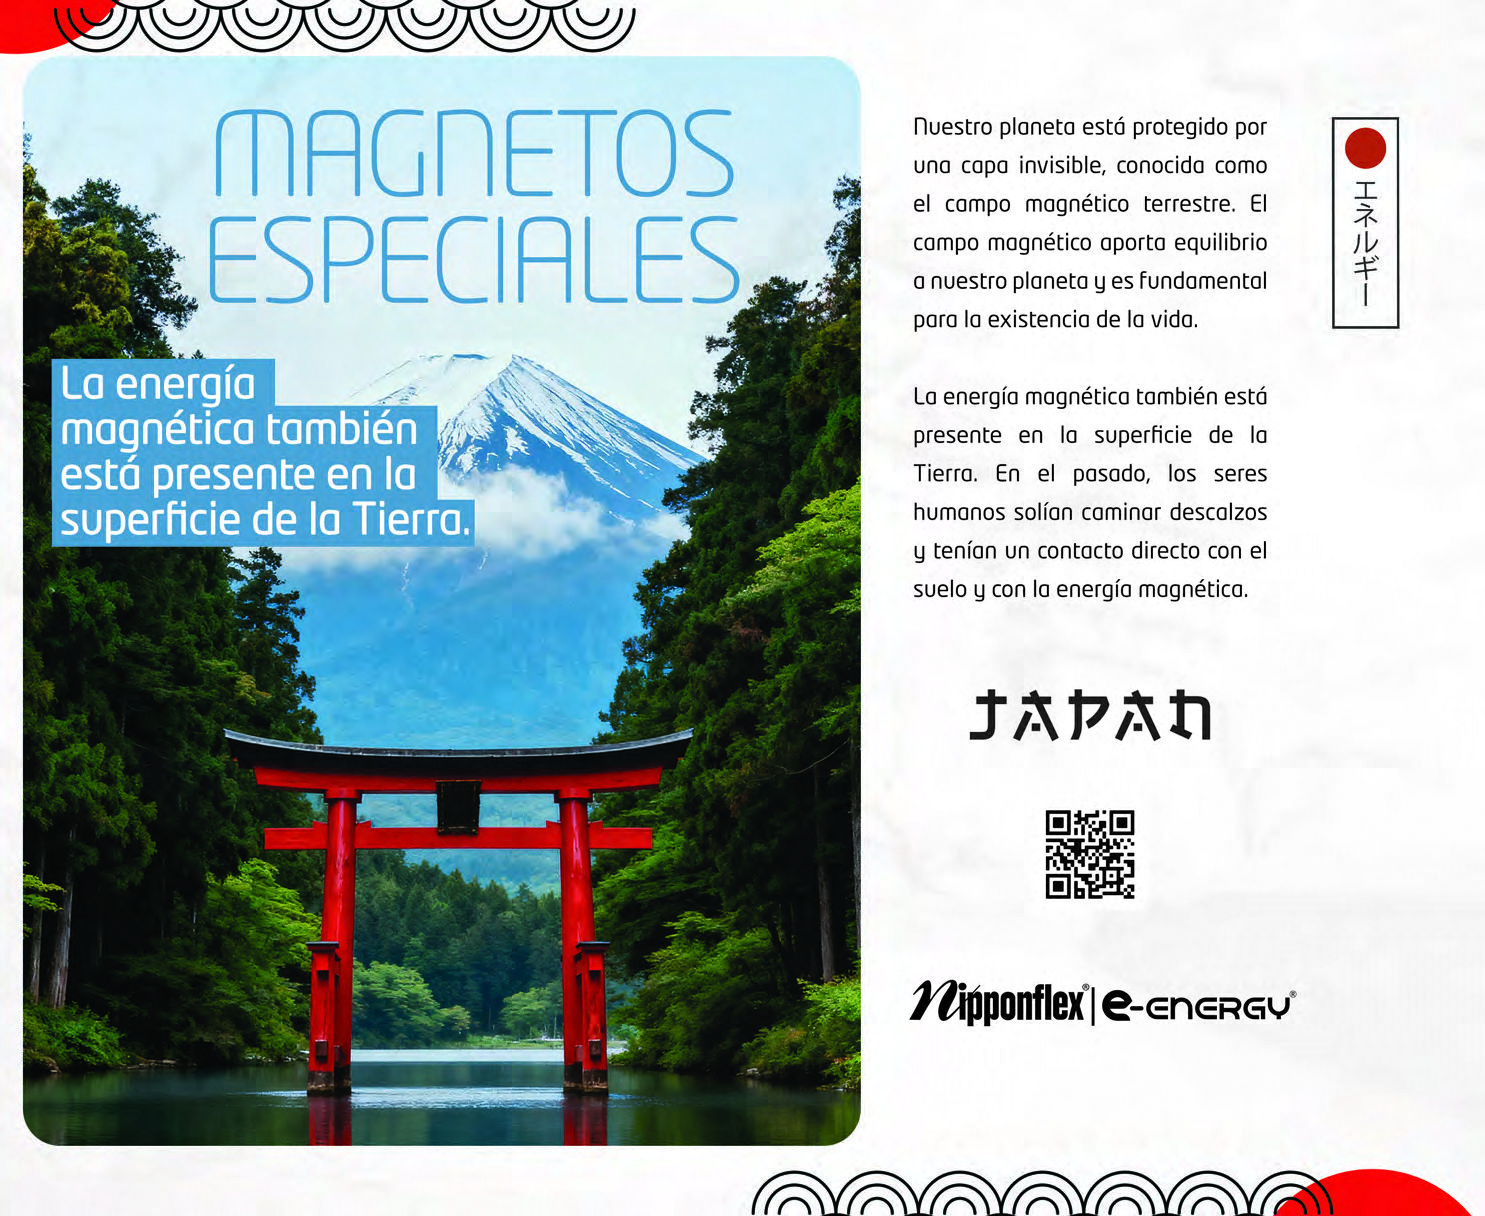 MAGNETOS
ESPECIALES
La energía
magnética también
está presente en la
superficie de la Tierra.
Nuestro planeta está protegido por
una capa invisible, conocida como
el campo magnético terrestre. El
campo magnético aporta equilibrio
a nuestro planeta y es fundamental
para la existencia de la vida.
La energía magnética también está
presente en la superficie de la
Tierra. En el pasado, los seres
humanos solían caminar descalzos
y tenían un contacto directo con el
suelo y con la energía magnética.
エネルギー
JAPAN
Nipponflex® | e-ENERGY®